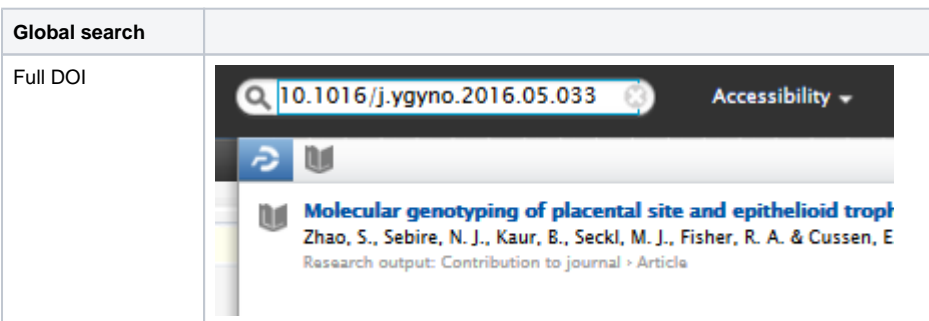 Global search
Full DOI
10.1016/j.ygyno.2016.05.033
Accessibility
Molecular genotyping of placental site and epithelioid
Zhao, S., Sebire, N. J., Kaur, B., Seckl, M. J., Fisher, R. A. & Cussen, E
Research output: Contribution to journal › Article